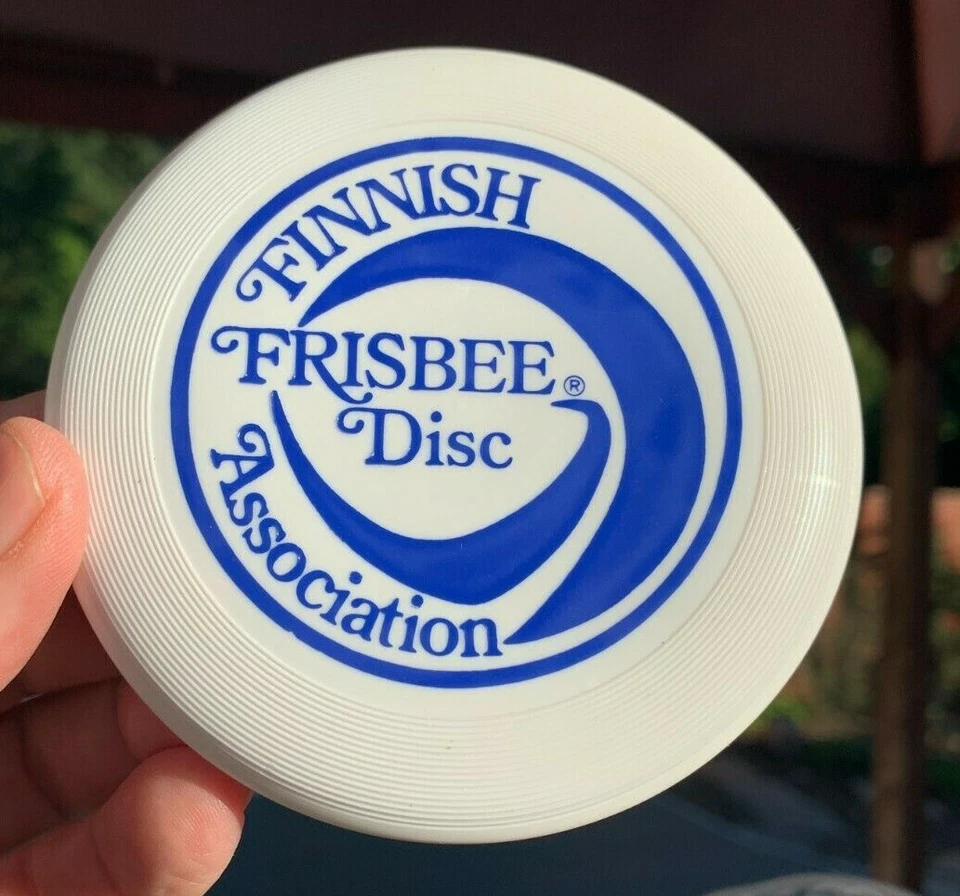 FINNISH
FRISBEE®
Disc
Association